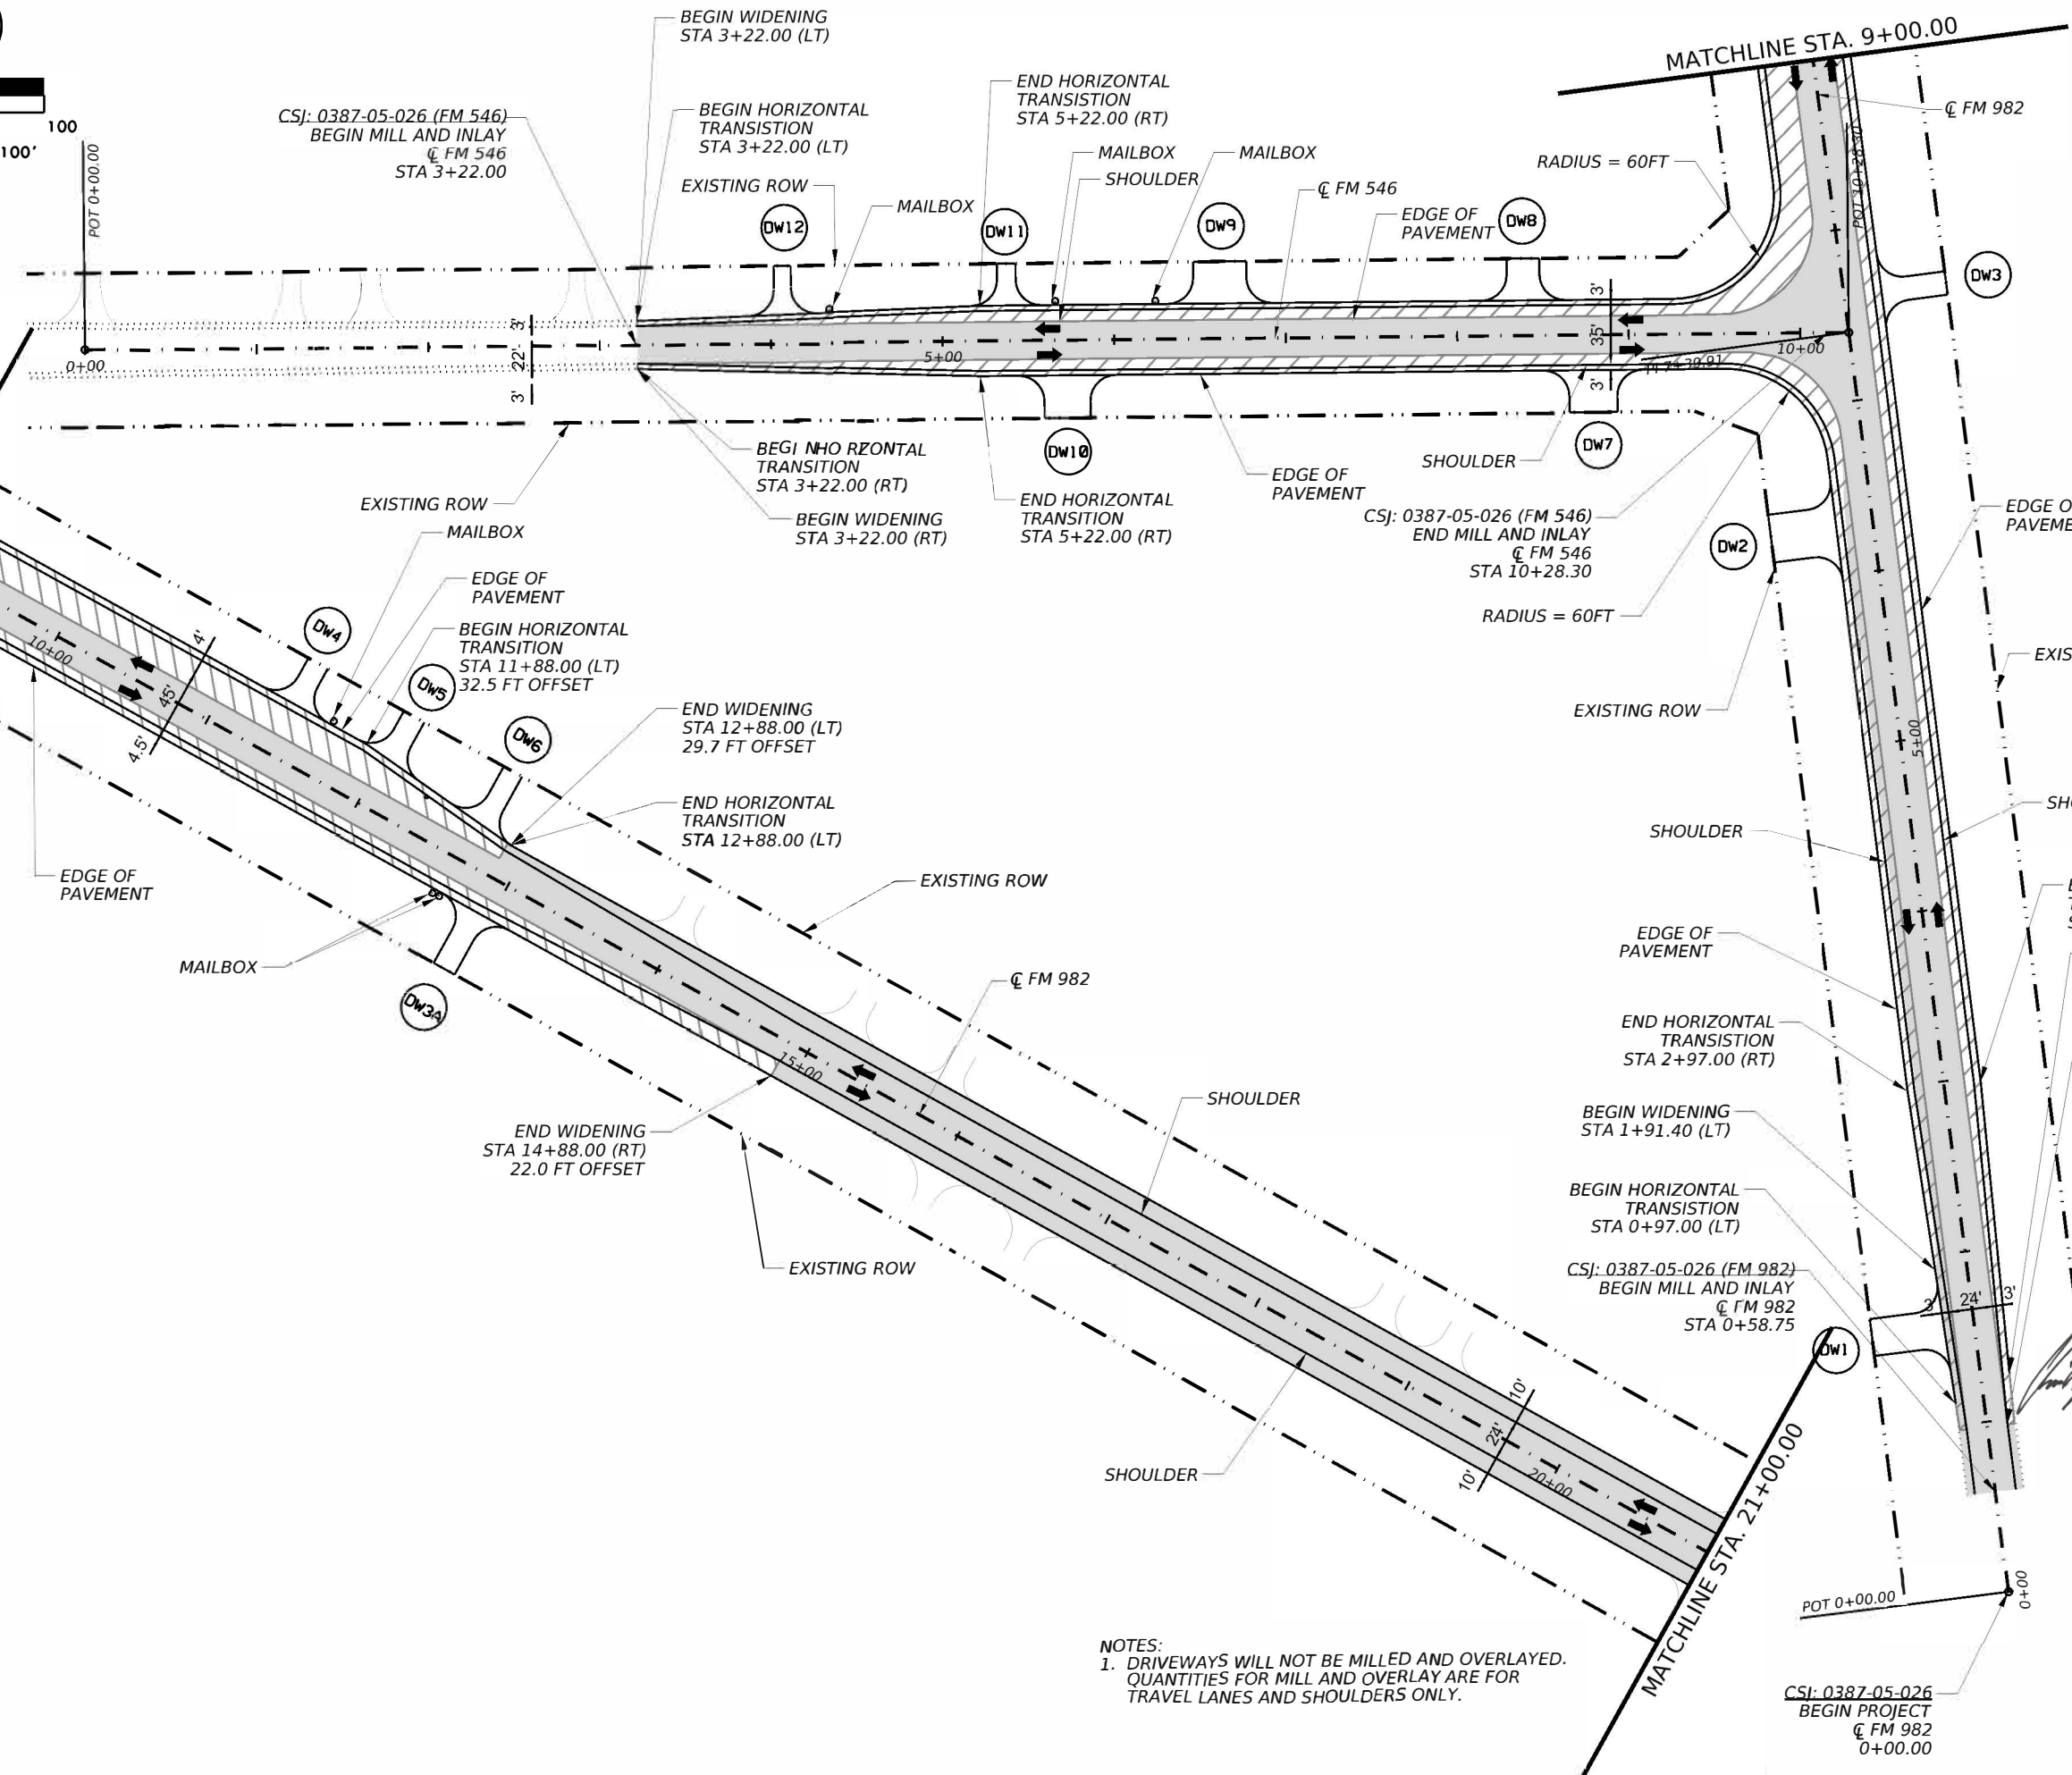 BEGIN WIDENING
STA 3+22.00 (LT)
MATCHLINE STA. 9+00.00
100
100'
POT 0+00.00
CSJ: 0387-05-026 (FM 546)
BEGIN MILL AND INLAY
℄ FM 546
STA 3+22.00
BEGIN HORIZONTAL
TRANSISTION
STA 3+22.00 (LT)
END HORIZONTAL
TRANSISTION
STA 5+22.00 (RT)
℄ FM 982
MAILBOX
SHOULDER
MAILBOX
RADIUS = 60FT
POT 10+28.30
EXISTING ROW
MAILBOX
℄ FM 546
EDGE OF
PAVEMENT
DW12
DW11
DW9
DW8
DW3
3'
22'
3'
0+00
5+00
3'
35'
3'
10+00
DW10
DW7
BEGI NHO RIZONTAL
TRANSITION
STA 3+22.00 (RT)
EXISTING ROW
BEGIN WIDENING
STA 3+22.00 (RT)
END HORIZONTAL
TRANSITION
STA 5+22.00 (RT)
EDGE OF
PAVEMENT
SHOULDER
CSJ: 0387-05-026 (FM 546)
END MILL AND INLAY
℄ FM 546
STA 10+28.30
DW2
RADIUS = 60FT
EXISTING ROW
5+00
MAILBOX
EDGE OF
PAVEMENT
DW4
BEGIN HORIZONTAL
TRANSITION
STA 11+88.00 (LT)
32.5 FT OFFSET
DW5
DW6
10+00
4'
45'
4.5'
END WIDENING
STA 12+88.00 (LT)
29.7 FT OFFSET
END HORIZONTAL
TRANSITION
STA 12+88.00 (LT)
EDGE OF
PAVEMENT
EXISTING ROW
MAILBOX
DW3A
℄ FM 982
15+00
END WIDENING
STA 14+88.00 (RT)
22.0 FT OFFSET
EXISTING ROW
SHOULDER
SHOULDER
10'
24'
10'
20+00
MATCHLINE STA. 21+00.00
SHOULDER
EDGE OF
PAVEMENT
END HORIZONTAL
TRANSISTION
STA 2+97.00 (RT)
BEGIN WIDENING
STA 1+91.40 (LT)
BEGIN HORIZONTAL
TRANSISTION
STA 0+97.00 (LT)
CSJ: 0387-05-026 (FM 982)
BEGIN MILL AND INLAY
℄ FM 982
STA 0+58.75
DW1
3'
24'
3'
EDGE O
PAVEME
EXIS
SH
POT 0+00.00
0+00
CSJ: 0387-05-026
BEGIN PROJECT
℄ FM 982
0+00.00
NOTES:
1. DRIVEWAYS WILL NOT BE MILLED AND OVERLAYED.
QUANTITIES FOR MILL AND OVERLAY ARE FOR
TRAVEL LANES AND SHOULDERS ONLY.